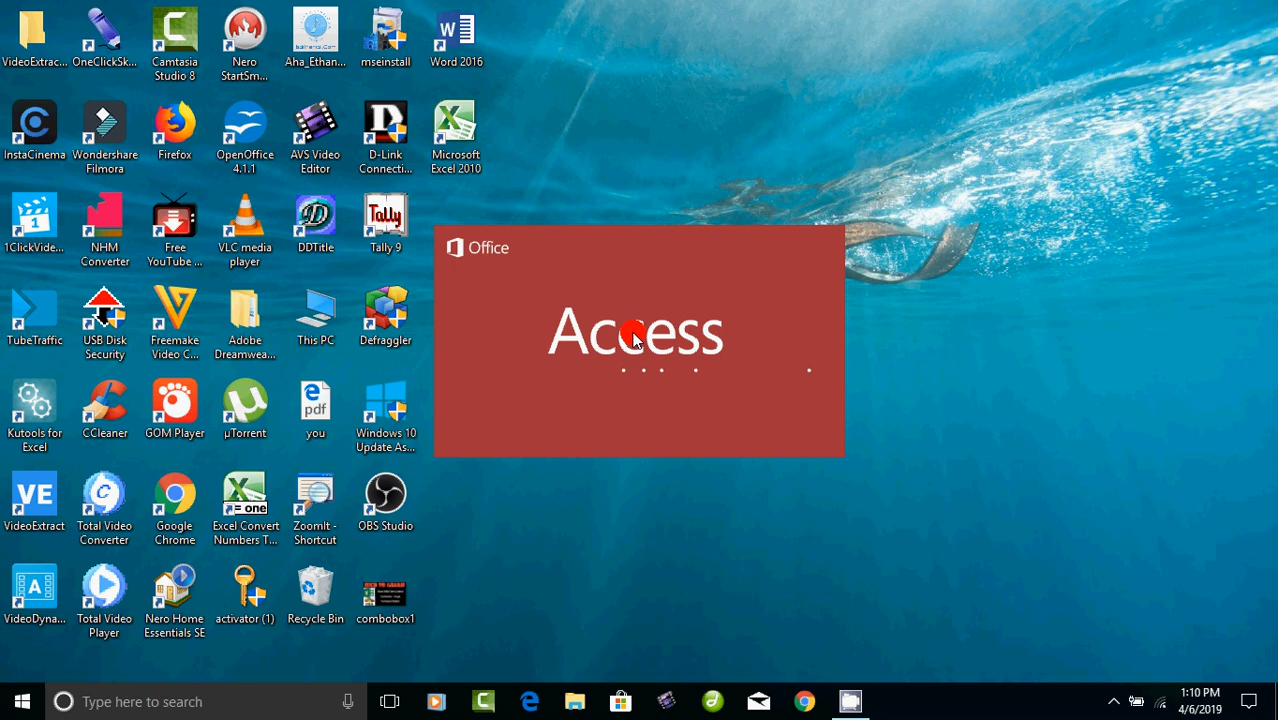 VideoExtrac...
OneClickSk...
Camtasia
Studio 8
Nero
StartSm...
Aha_Ethan...
mseinstall
Word 2016
InstaCinema
Wondershare
Filmora
Firefox
OpenOffice
4.1.1
AVS Video
Editor
D-Link
Connecti...
Microsoft
Excel 2010
1ClickVide...
NHM
Converter
Free
YouTube ...
VLC media
player
DDTitle
Tally
Tally 9
Office
Access
TubeTraffic
USB Disk
Security
Freemake
Video C...
Adobe
Dreamwea...
This PC
Defraggler
Kutools for
Excel
CCleaner
GOM Player
µTorrent
pdf
you
Windows 10
Update As...
VE
VideoExtract
Total Video
Converter
Google
Chrome
= one
Excel Convert
Numbers T...
ZoomIt -
Shortcut
OBS Studio
VideoDyna...
Total Video
Player
Nero Home
Essentials SE
activator (1)
Recycle Bin
combobox1
Type here to search
1:10 PM
4/6/2019